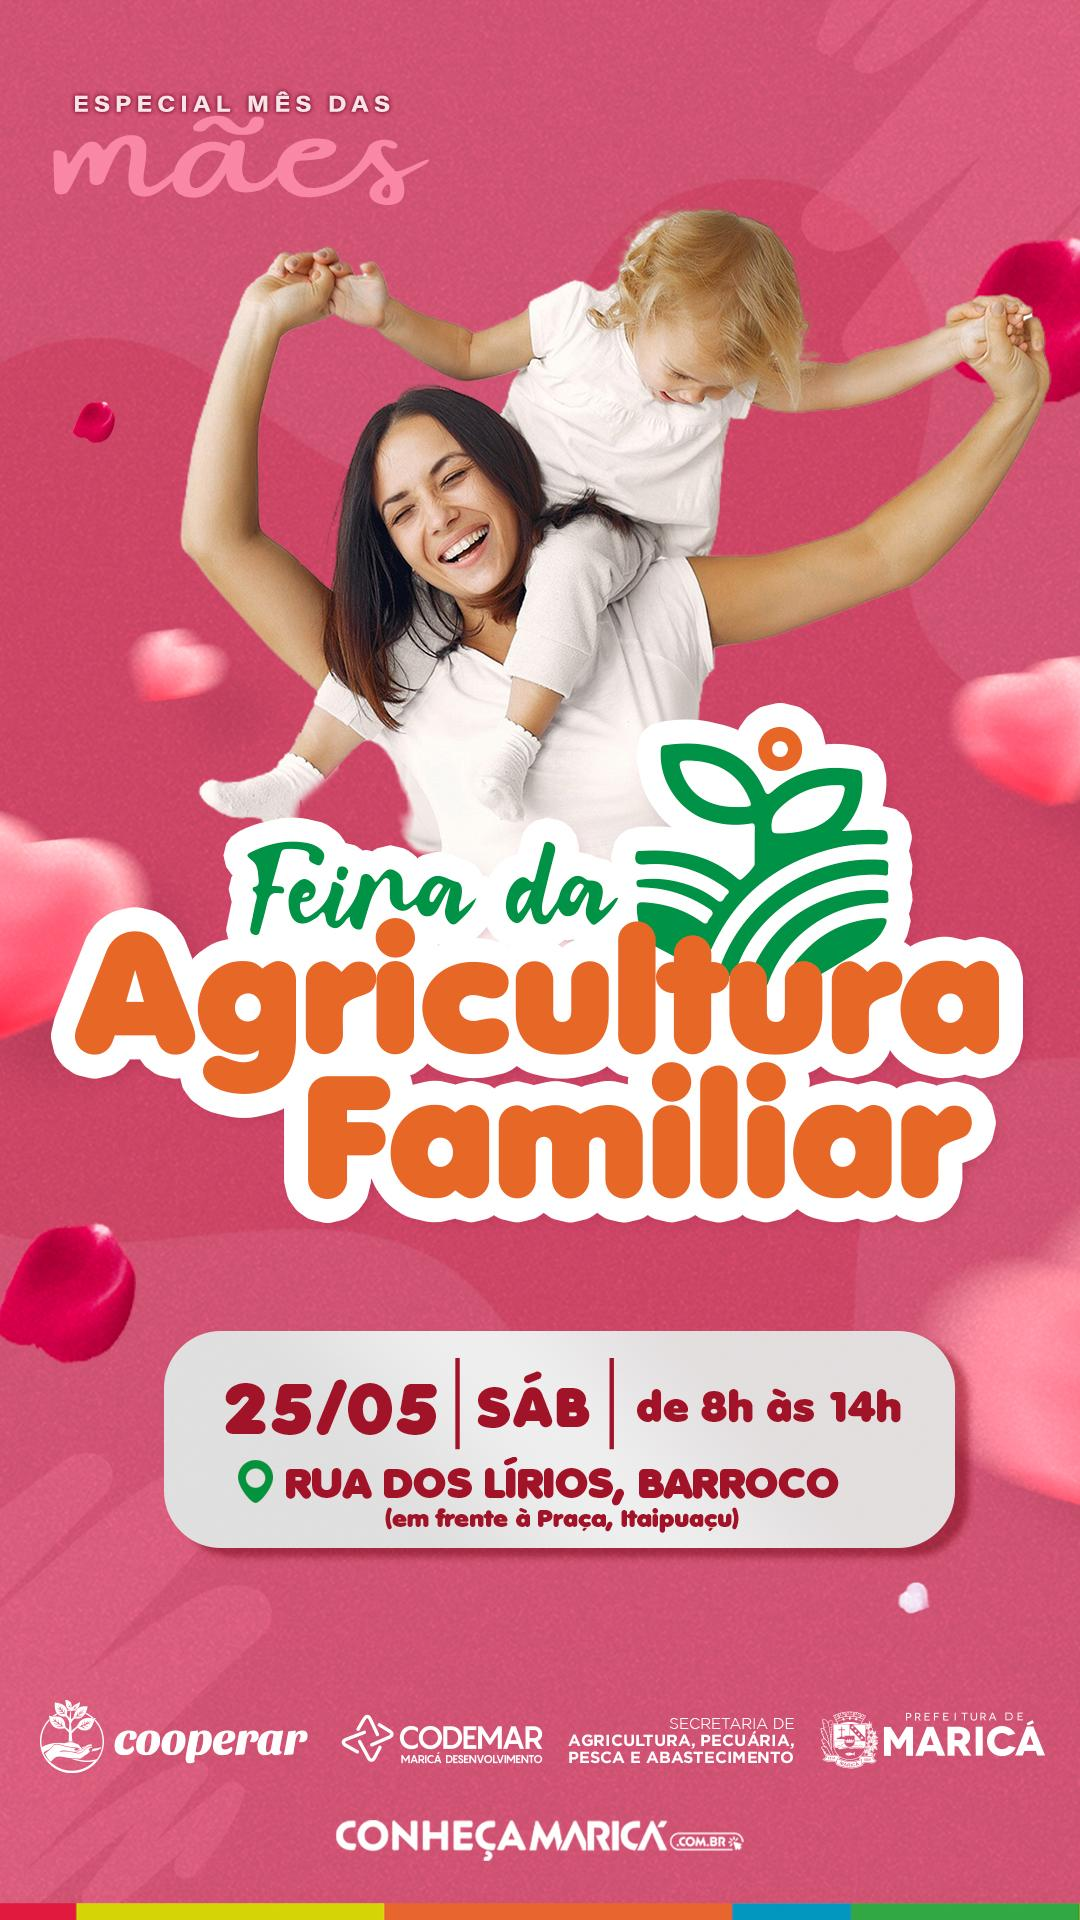 ESPECIAL MÊS DAS
mães
Feira da
Agricultura
Familiar
25/05 SÁB de 8h às 14h
RUA DOS LÍRIOS, BARROCO
(em frente à Praça, Itaipuaçu)
cooperar
CODEMAR
MARICÁ DESENVOLVIMENTO
SECRETARIA DE
AGRICULTURA, PECUÁRIA,
PESCA E ABASTECIMENTO
PREFEITURA DE
MARICÁ
CONHEÇAMARICÁ.COM.BR